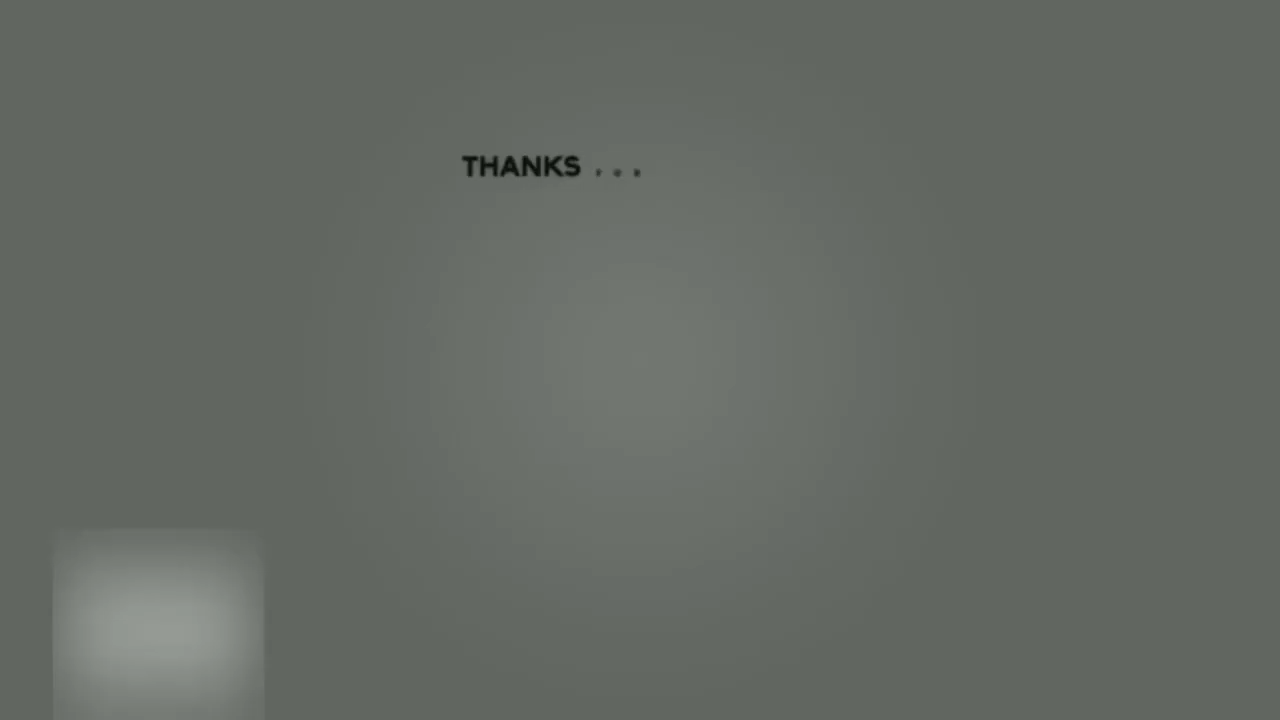 THANKS . . .